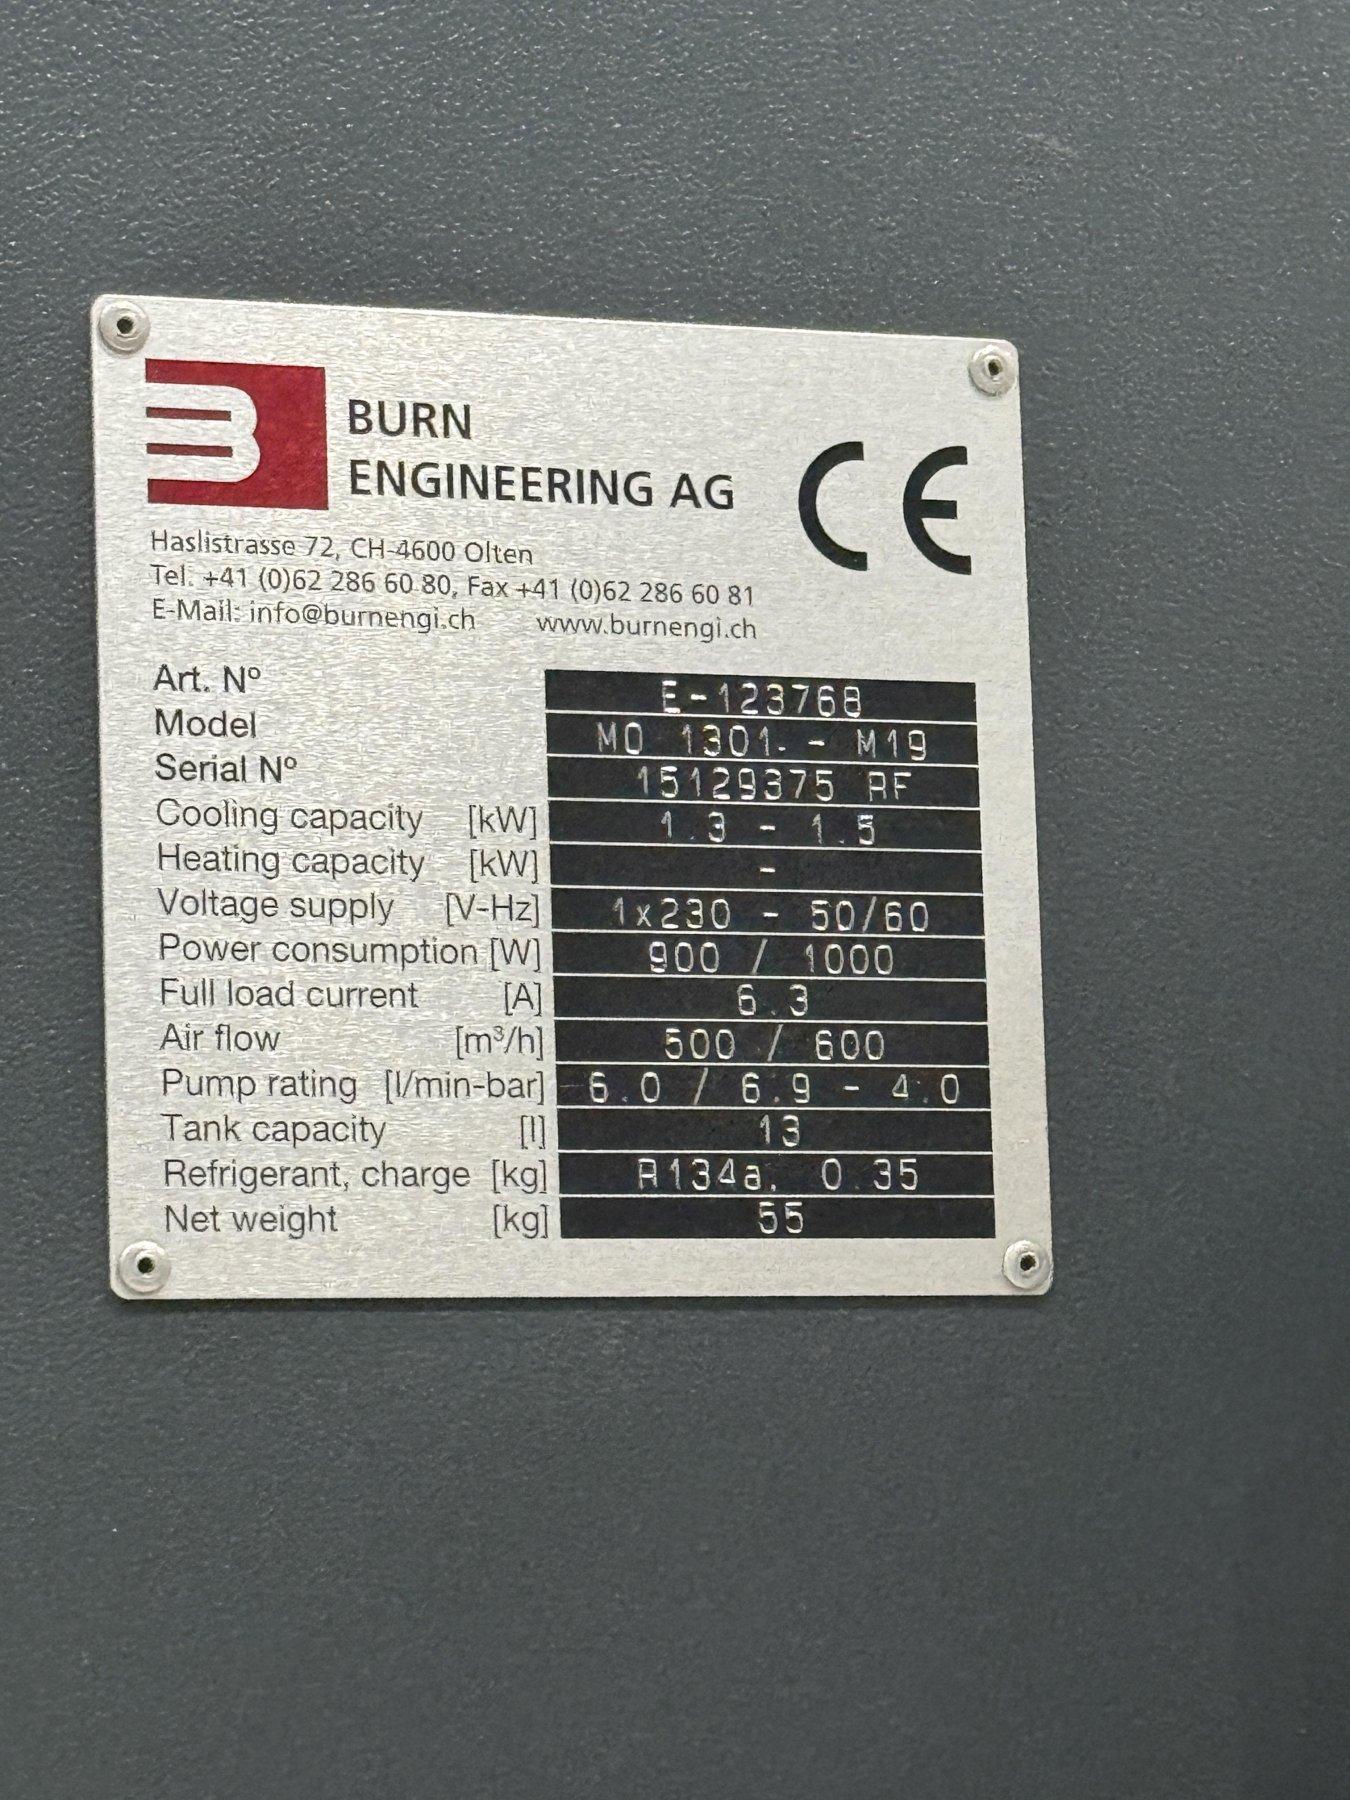 BURN
ENGINEERING AG
CE
Haslistrasse 72, CH-4600 Olten
Tel. +41 (0)62 286 60 80, Fax +41 (0)62 286 60 81
E-Mail: info@burnengi.ch www.burnengi.ch
Art. Nº E-123768
Model MO 1301. - M19
Serial Nº 15129375 RF
Cooling capacity [kW] 1.3 - 1.5
Heating capacity [kW] -
Voltage supply [V-Hz] 1x230 - 50/60
Power consumption [W] 900 / 1000
Full load current [A] 6.3
Air flow [m³/h] 500 / 600
Pump rating [l/min-bar] 6.0 / 6.9 - 4.0
Tank capacity [l] 13
Refrigerant, charge [kg] R134a, 0.35
Net weight [kg] 55